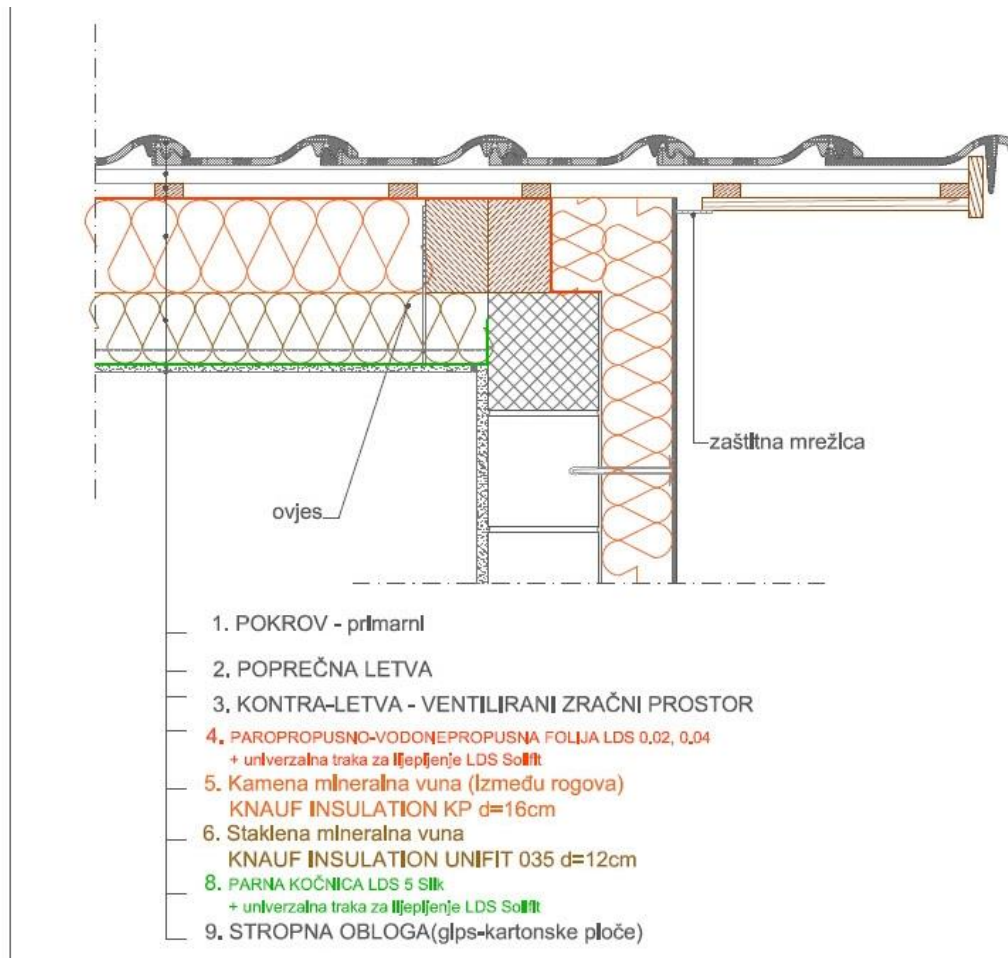 zaštitna mrežica
ovjes
1. POKROV - primarni
2. POPREČNA LETVA
3. KONTRA-LETVA - VENTILIRANI ZRAČNI PROSTOR
4. PAROPROPUSNO-VODONEPROPUSNA FOLIJA LDS 0.02, 0.04
+ univerzalna traka za lijepljenje LDS Solifit
5. Kamena mineralna vuna (između rogova)
KNAUF INSULATION KP d=16cm
6. Staklena mineralna vuna
KNAUF INSULATION UNIFIT 035 d=12cm
8. PARNA KOČNICA LDS 5 Silk
+ univerzalna traka za lijepljenje LDS Solifit
9. STROPNA OBLOGA(gips-kartonske ploče)